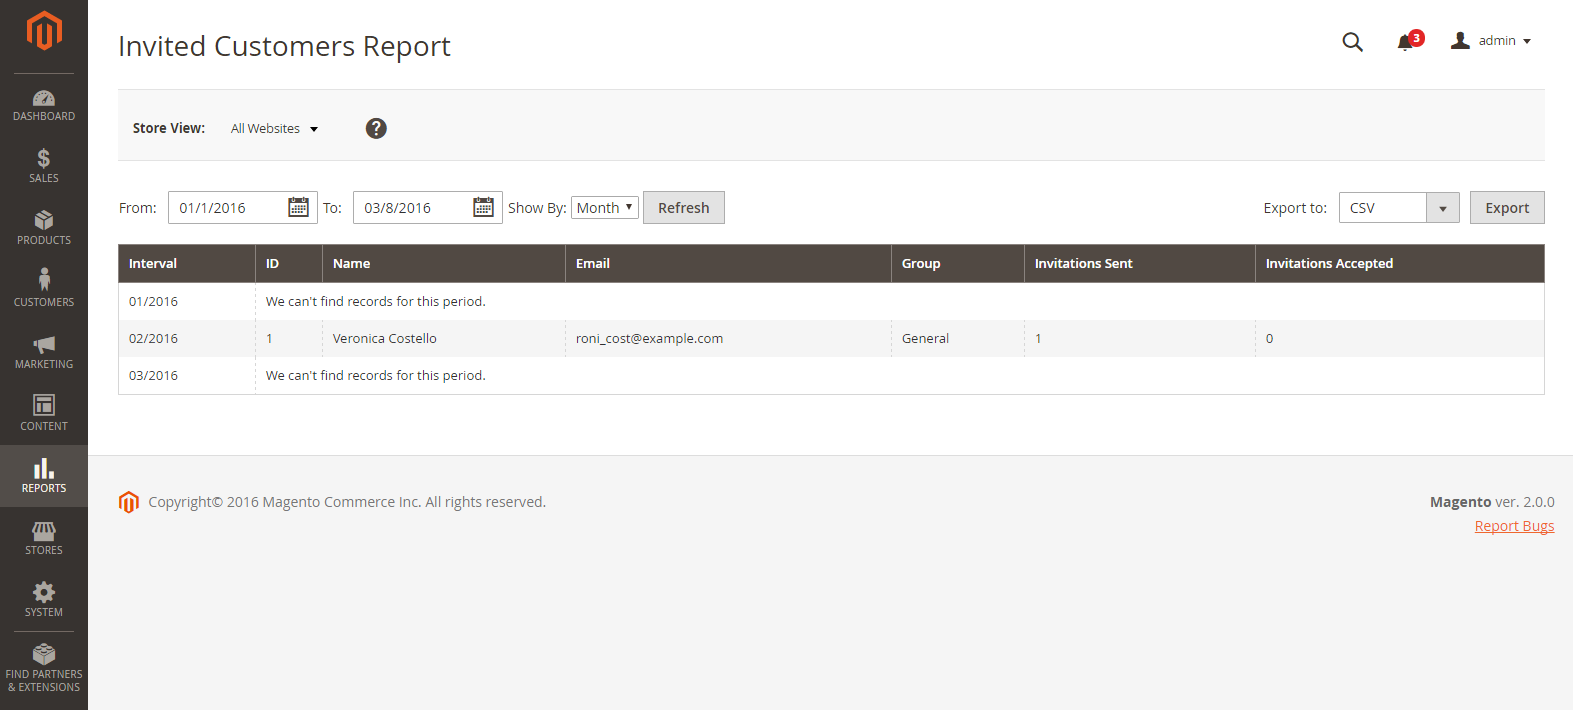 Invited Customers Report
3
admin
DASHBOARD
SALES
PRODUCTS
CUSTOMERS
MARKETING
CONTENT
REPORTS
STORES
SYSTEM
FIND PARTNERS
& EXTENSIONS
Store View: All Websites ?
From: 01/1/2016 To: 03/8/2016 Show By: Month Refresh Export to: CSV Export
Interval ID Name Email Group Invitations Sent Invitations Accepted
01/2016 We can't find records for this period.
02/2016 1 Veronica Costello roni_cost@example.com General 1 0
03/2016 We can't find records for this period.
Copyright© 2016 Magento Commerce Inc. All rights reserved.
Magento ver. 2.0.0
Report Bugs